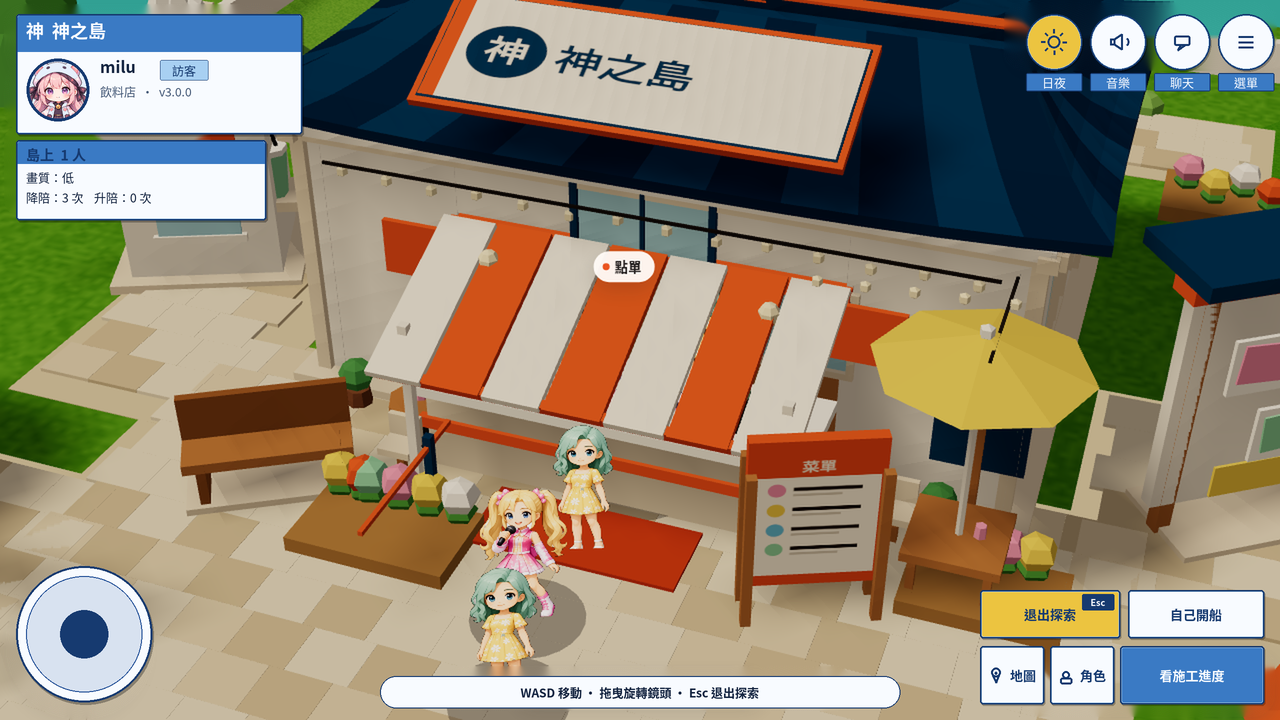 神 神之島
milu 訪客
飲料店 · v3.0.0
島上 1 人
畫質：低
降陪：3 次 升陪：0 次
神 神之島
日夜
音樂
聊天
選單
點單
菜單
退出探索 Esc
自己開船
地圖
角色
看施工進度
WASD 移動 · 拖曳旋轉鏡頭 · Esc 退出探索